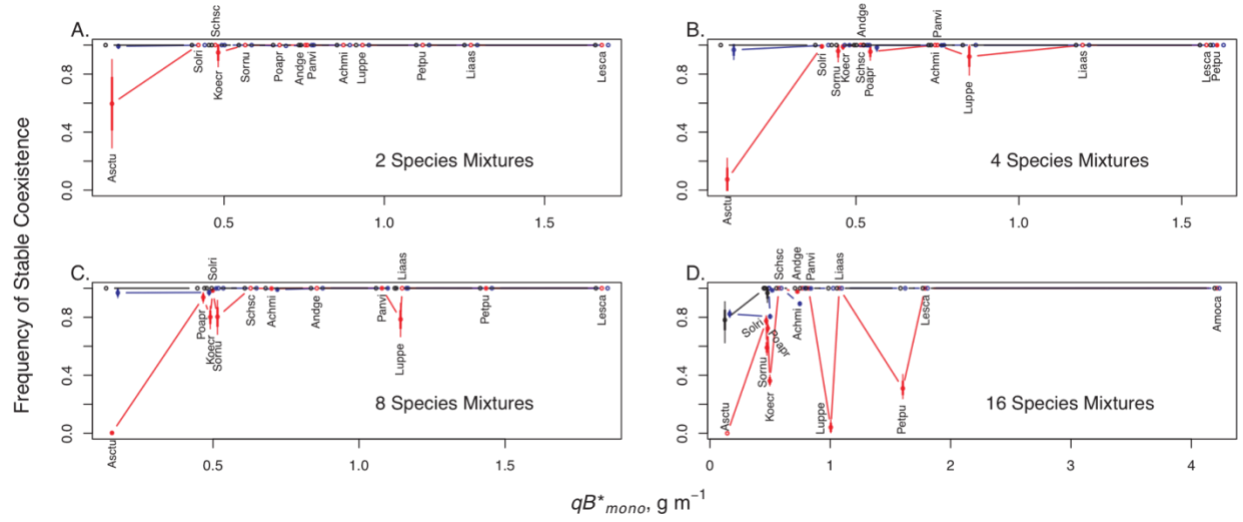 Frequency of Stable Coexistence
A.
Schsc
0.8
0.4
0.0
Asctu
Solri
Koecr
Sornu
Poapr
Andge
Panvi
Achmi
Luppe
Petpu
Liaas
Lesca
2 Species Mixtures
0.5
1.0
1.5
B.
Andge
Panvi
0.8
0.4
0.0
Asctu
Solri
Sornu
Koecr
Schsc
Poapr
Achmi
Luppe
Liaas
Lesca
Petpu
4 Species Mixtures
0.5
1.0
1.5
C.
Solri
Liaas
0.8
0.4
0.0
Asctu
Poapr
Koecr
Sornu
Schsc
Achmi
Andge
Panvi
Luppe
Petpu
Lesca
8 Species Mixtures
0.5
1.0
1.5
D.
Schsc
Andge
Panvi
Liaas
0.8
0.4
0.0
Asctu
Solri
Sornu
Koecr
Poapr
Achmi
Luppe
Petpu
Lesca
Amoca
16 Species Mixtures
0
1
2
3
4
qB*mono, g m−1